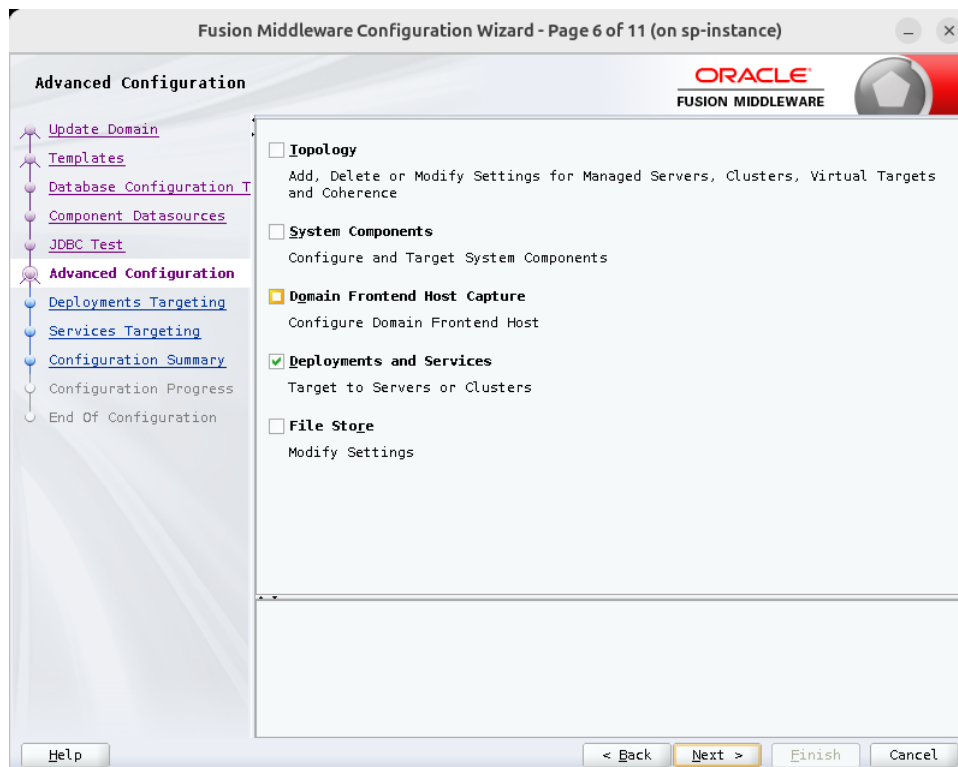 Fusion Middleware Configuration Wizard - Page 6 of 11 (on sp-instance)
Advanced Configuration
ORACLE
FUSION MIDDLEWARE
Update Domain
Templates
Database Configuration T
Component Datasources
JDBC Test
Advanced Configuration
Deployments Targeting
Services Targeting
Configuration Summary
Configuration Progress
End Of Configuration
Topology
Add, Delete or Modify Settings for Managed Servers, Clusters, Virtual Targets
and Coherence
System Components
Configure and Target System Components
Domain Frontend Host Capture
Configure Domain Frontend Host
Deployments and Services
Target to Servers or Clusters
File Store
Modify Settings
Help
< Back
Next >
Finish
Cancel